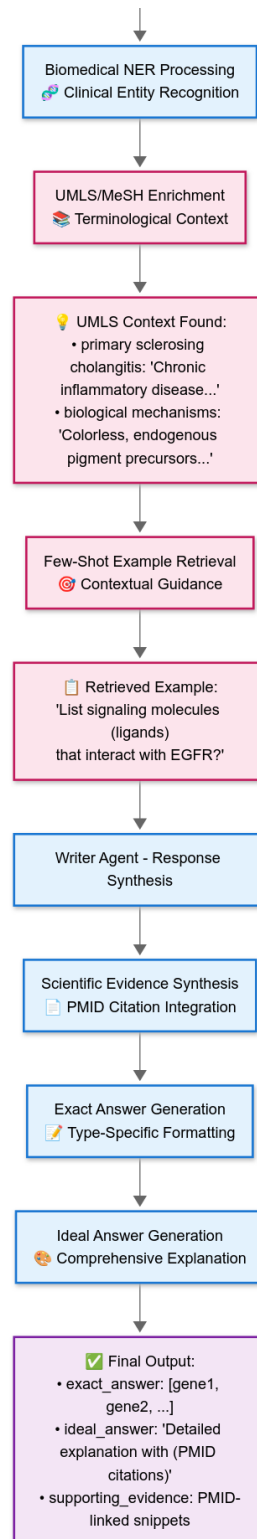 Biomedical NER Processing
🧬 Clinical Entity Recognition
UMLS/MeSH Enrichment
📚 Terminological Context
💡 UMLS Context Found:
• primary sclerosing
cholangitis: 'Chronic
inflammatory disease...'
• biological mechanisms:
'Colorless, endogenous
pigment precursors...'
Few-Shot Example Retrieval
🎯 Contextual Guidance
📋 Retrieved Example:
'List signaling molecules
(ligands)
that interact with EGFR?'
Writer Agent - Response
Synthesis
Scientific Evidence Synthesis
📄 PMID Citation Integration
Exact Answer Generation
📝 Type-Specific Formatting
Ideal Answer Generation
🎨 Comprehensive Explanation
✅ Final Output:
• exact_answer: [gene1,
gene2, ...]
• ideal_answer: 'Detailed
explanation with (PMID
citations)'
• supporting_evidence: PMID-
linked snippets